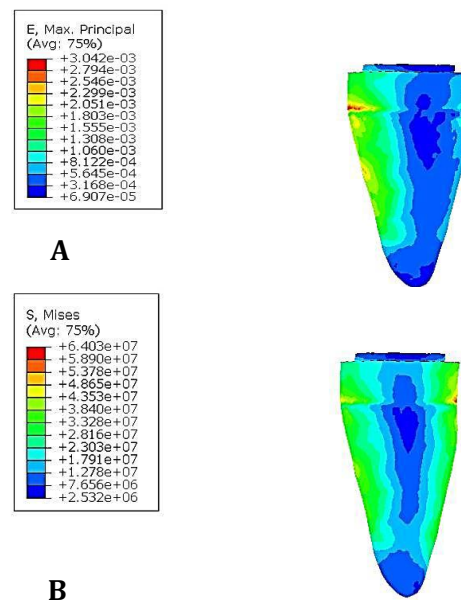 E, Max. Principal
(Avg: 75%)
+3.042e-03
+2.794e-03
+2.546e-03
+2.299e-03
+2.051e-03
+1.803e-03
+1.555e-03
+1.308e-03
+1.060e-03
+8.122e-04
+5.645e-04
+3.168e-04
+6.907e-05
A
S, Mises
(Avg: 75%)
+6.403e+07
+5.890e+07
+5.378e+07
+4.865e+07
+4.353e+07
+3.840e+07
+3.328e+07
+2.816e+07
+2.303e+07
+1.791e+07
+1.278e+07
+7.656e+06
+2.532e+06
B